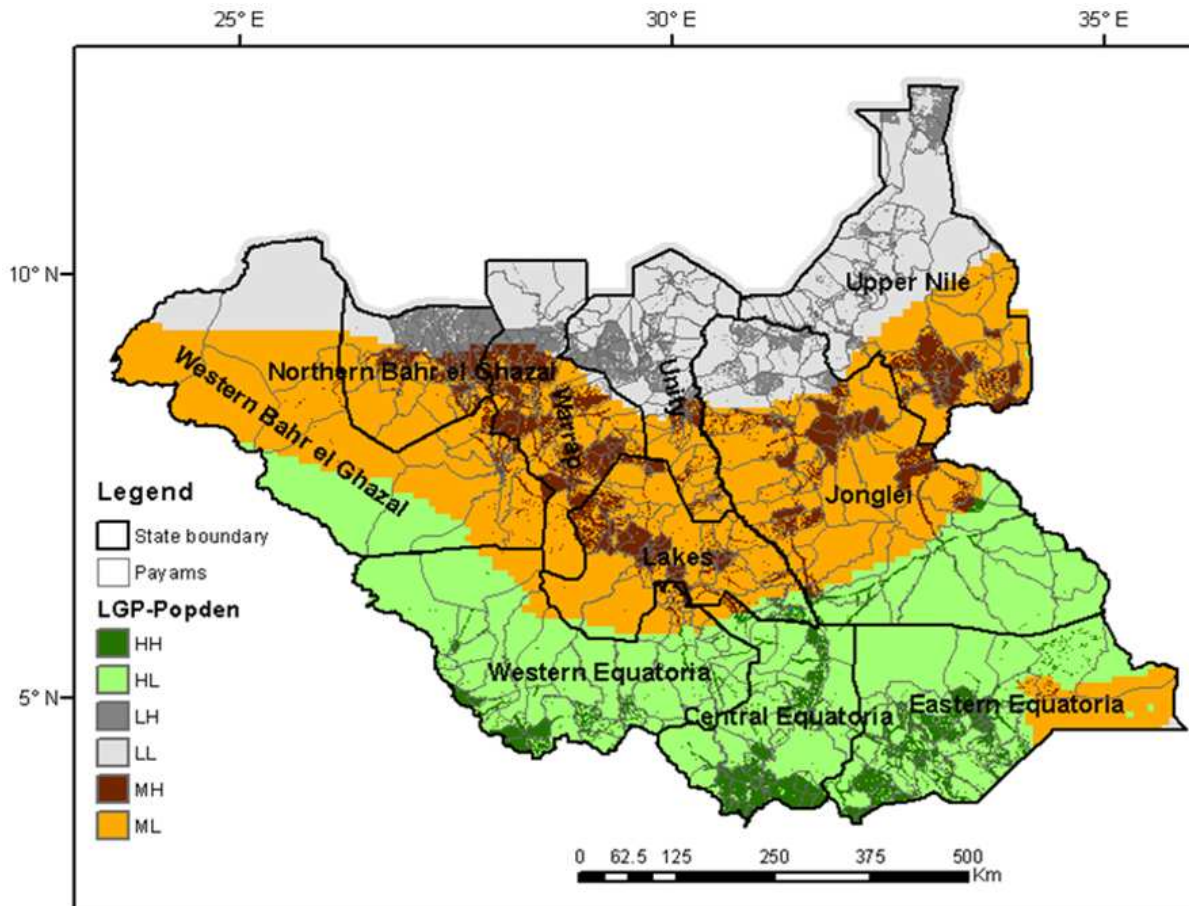 25° E 30° E 35° E
10° N
5° N
Upper Nile
Northern Bahr el Ghazal
Western Bahr el Ghazal
Warrap
Unity
Jonglei
Lakes
Western Equatoria
Central Equatoria
Eastern Equatoria
Legend
State boundary
Payams
LGP-Popden
HH
HL
LH
LL
MH
ML
0 62.5 125 250 375 500
Km